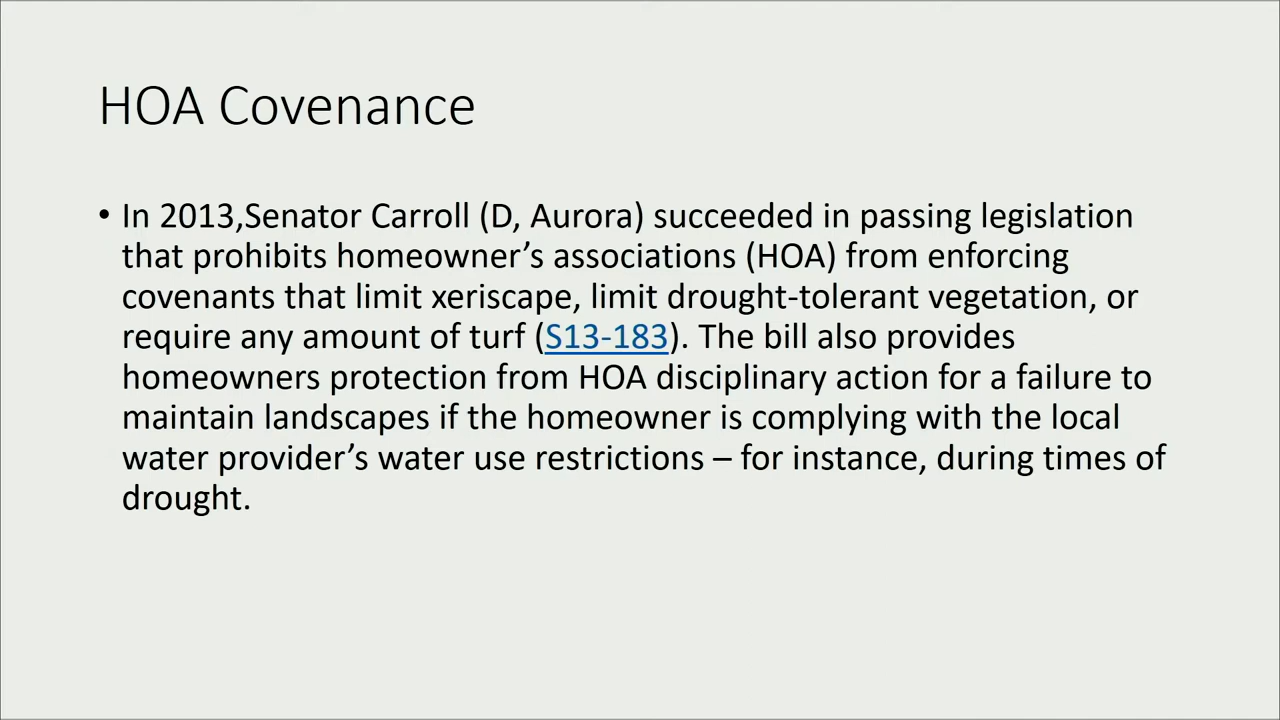 HOA Covenance
• In 2013,Senator Carroll (D, Aurora) succeeded in passing legislation
that prohibits homeowner’s associations (HOA) from enforcing
covenants that limit xeriscape, limit drought-tolerant vegetation, or
require any amount of turf (S13-183). The bill also provides
homeowners protection from HOA disciplinary action for a failure to
maintain landscapes if the homeowner is complying with the local
water provider’s water use restrictions – for instance, during times of
drought.